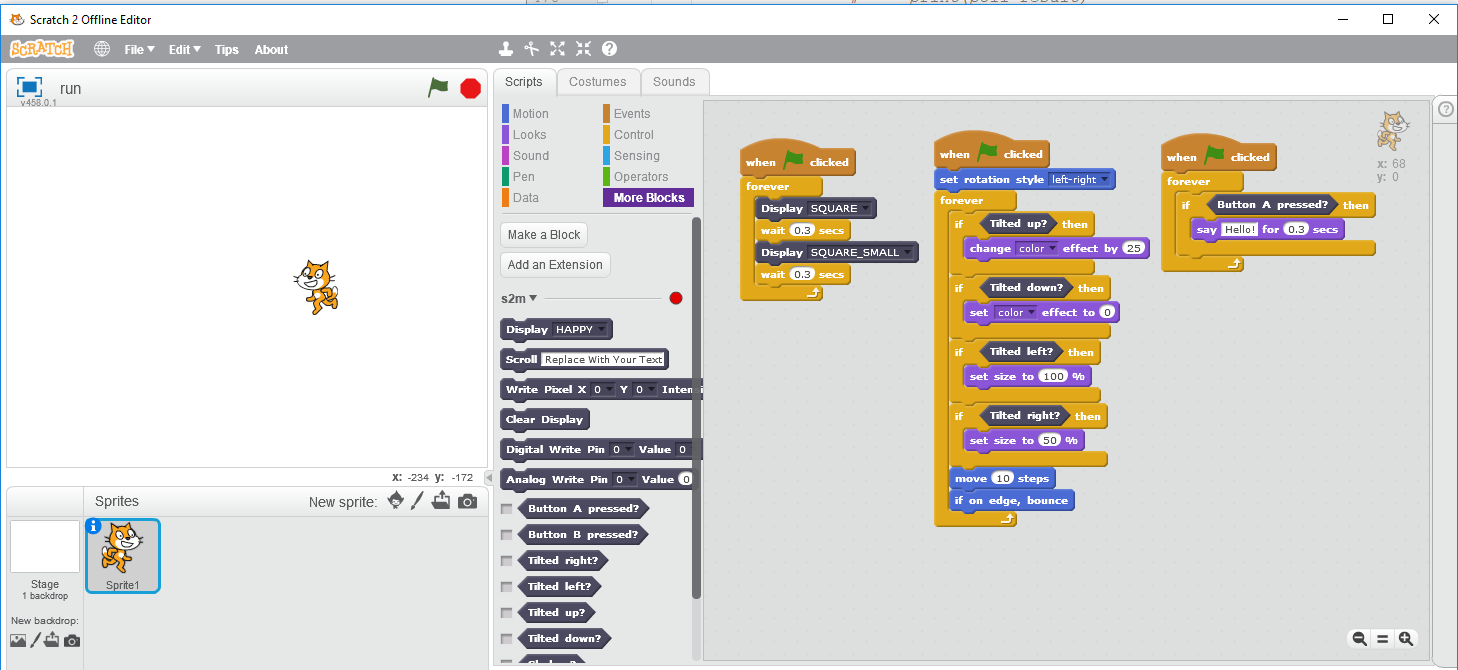 print(poll result)
Scratch 2 Offline Editor
SCRATCH File Edit Tips About
run
v458.0.1
x: -234 y: -172
Sprites New sprite:
Stage
1 backdrop
New backdrop:
Sprite1
Scripts Costumes Sounds
Motion Events
Looks Control
Sound Sensing
Pen Operators
Data More Blocks
Make a Block
Add an Extension
s2m
Display HAPPY
Scroll Replace With Your Text
Write Pixel X 0 Y 0 Intensi
Clear Display
Digital Write Pin 0 Value 0
Analog Write Pin 0 Value 0
Button A pressed?
Button B pressed?
Tilted right?
Tilted left?
Tilted up?
Tilted down?
when clicked
forever
Display SQUARE
wait 0.3 secs
Display SQUARE_SMALL
wait 0.3 secs
when clicked
set rotation style left-right
forever
if Tilted up? then
change color effect by 25
if Tilted down? then
set color effect to 0
if Tilted left? then
set size to 100 %
if Tilted right? then
set size to 50 %
move 10 steps
if on edge, bounce
when clicked
forever
if Button A pressed? then
say Hello! for 0.3 secs
x: 68
y: 0